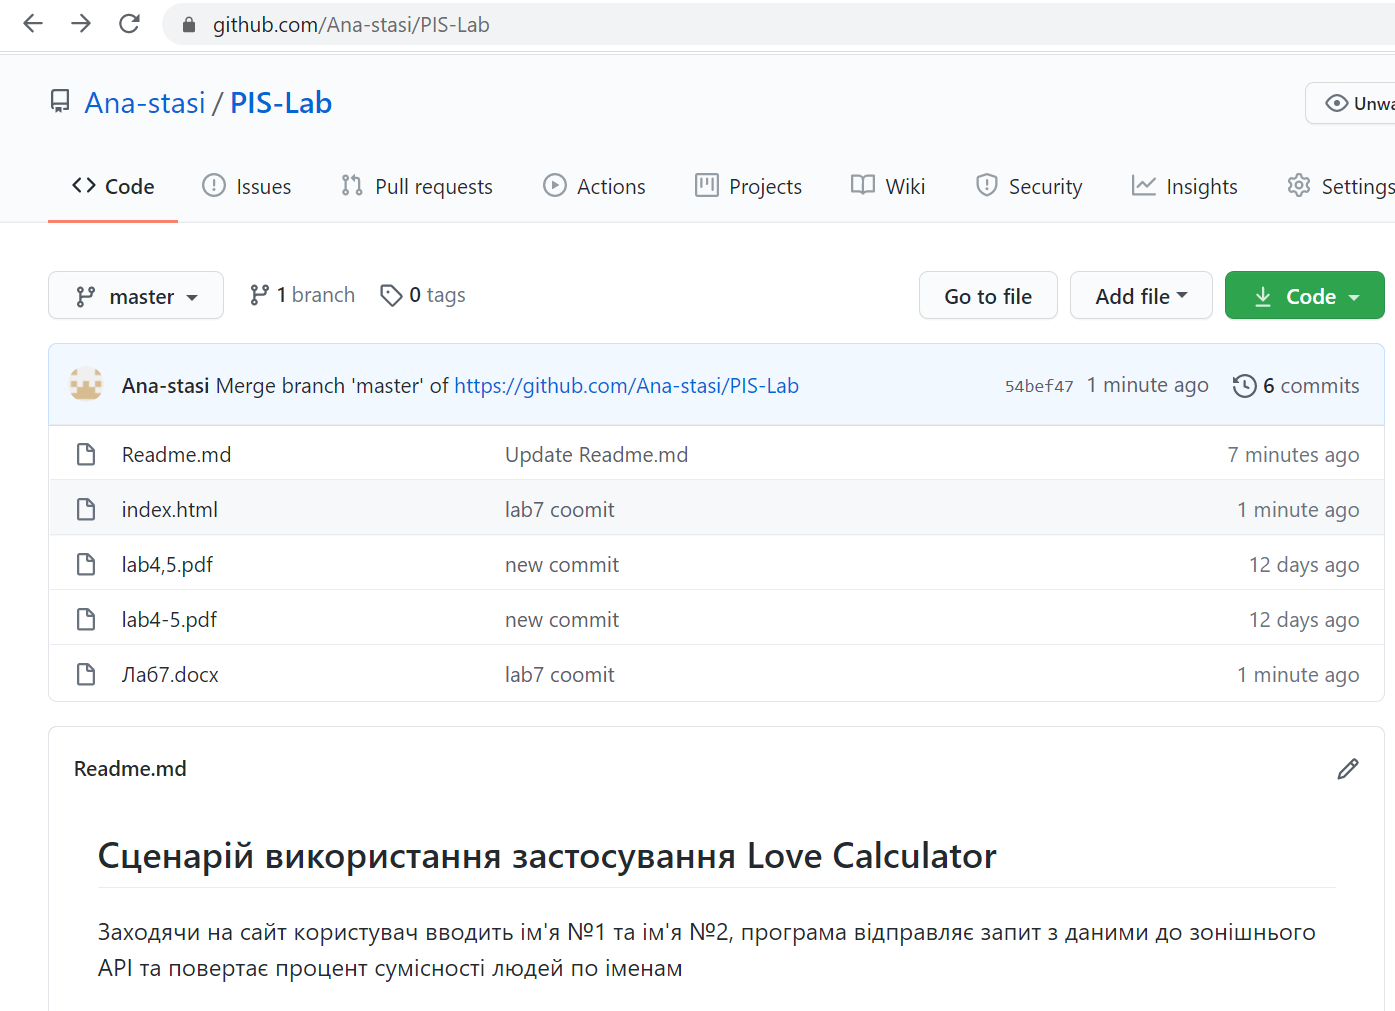 github.com/Ana-stasi/PIS-Lab
Ana-stasi / PIS-Lab
Code Issues Pull requests Actions Projects Wiki Security Insights Settings
master 1 branch 0 tags Go to file Add file Code
Ana-stasi Merge branch 'master' of https://github.com/Ana-stasi/PIS-Lab 54bef47 1 minute ago 6 commits
Readme.md Update Readme.md 7 minutes ago
index.html lab7 coomit 1 minute ago
lab4,5.pdf new commit 12 days ago
lab4-5.pdf new commit 12 days ago
Лаб7.docx lab7 coomit 1 minute ago
Readme.md
Сценарій використання застосування Love Calculator
Заходячи на сайт користувач вводить ім'я №1 та ім'я №2, програма відправляє запит з даними до зонішнього
API та повертає процент сумісності людей по іменам